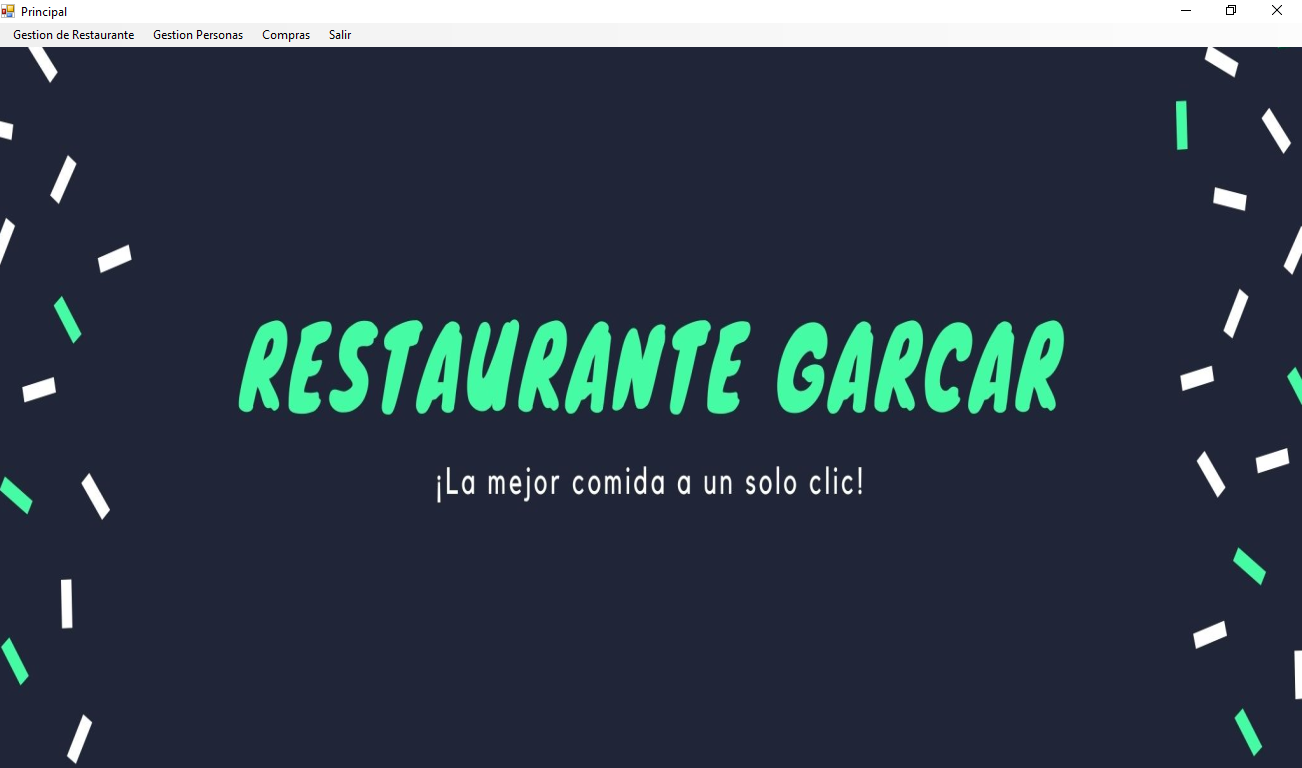 Principal
Gestion de Restaurante Gestion Personas Compras Salir
RESTAURANTE GARCAR
¡La mejor comida a un solo clic!